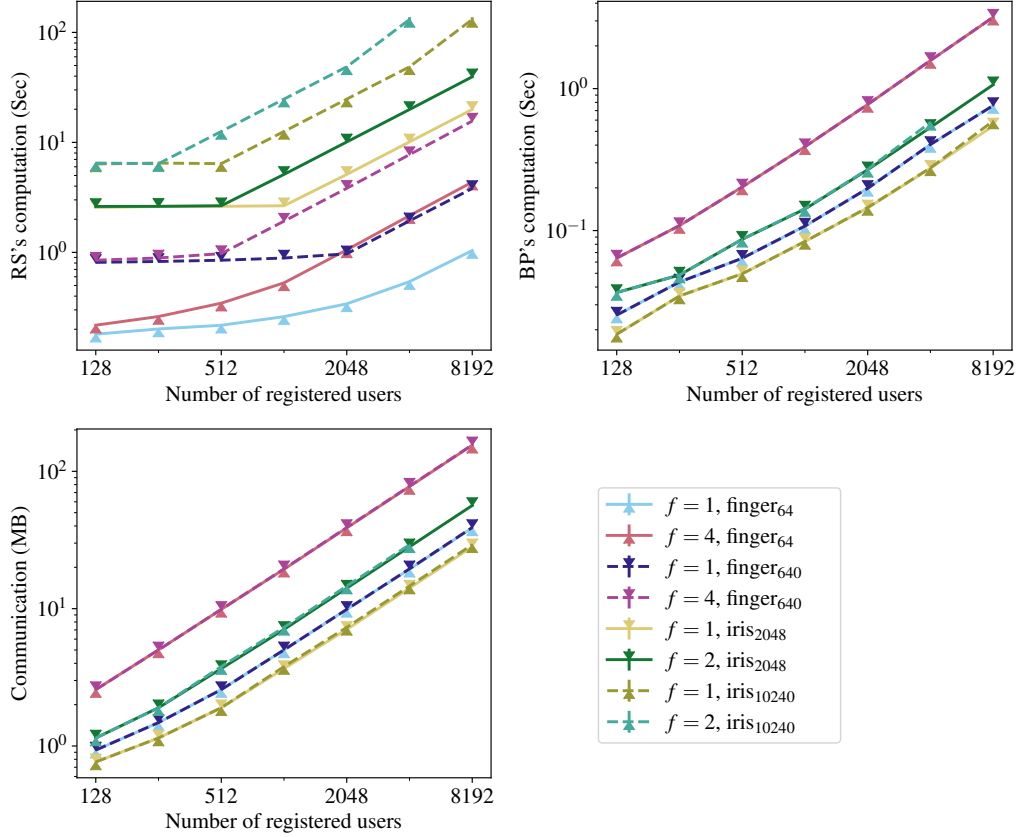 RS's computation (Sec)
10²
10¹
10⁰
128
512
2048
8192
Number of registered users
BP's computation (Sec)
10⁰
10⁻¹
128
512
2048
8192
Number of registered users
Communication (MB)
10²
10¹
10⁰
128
512
2048
8192
Number of registered users
f = 1, finger₆₄
f = 4, finger₆₄
f = 1, finger₆₄₀
f = 4, finger₆₄₀
f = 1, iris₂₀₄₈
f = 2, iris₂₀₄₈
f = 1, iris₁₀₂₄₀
f = 2, iris₁₀₂₄₀